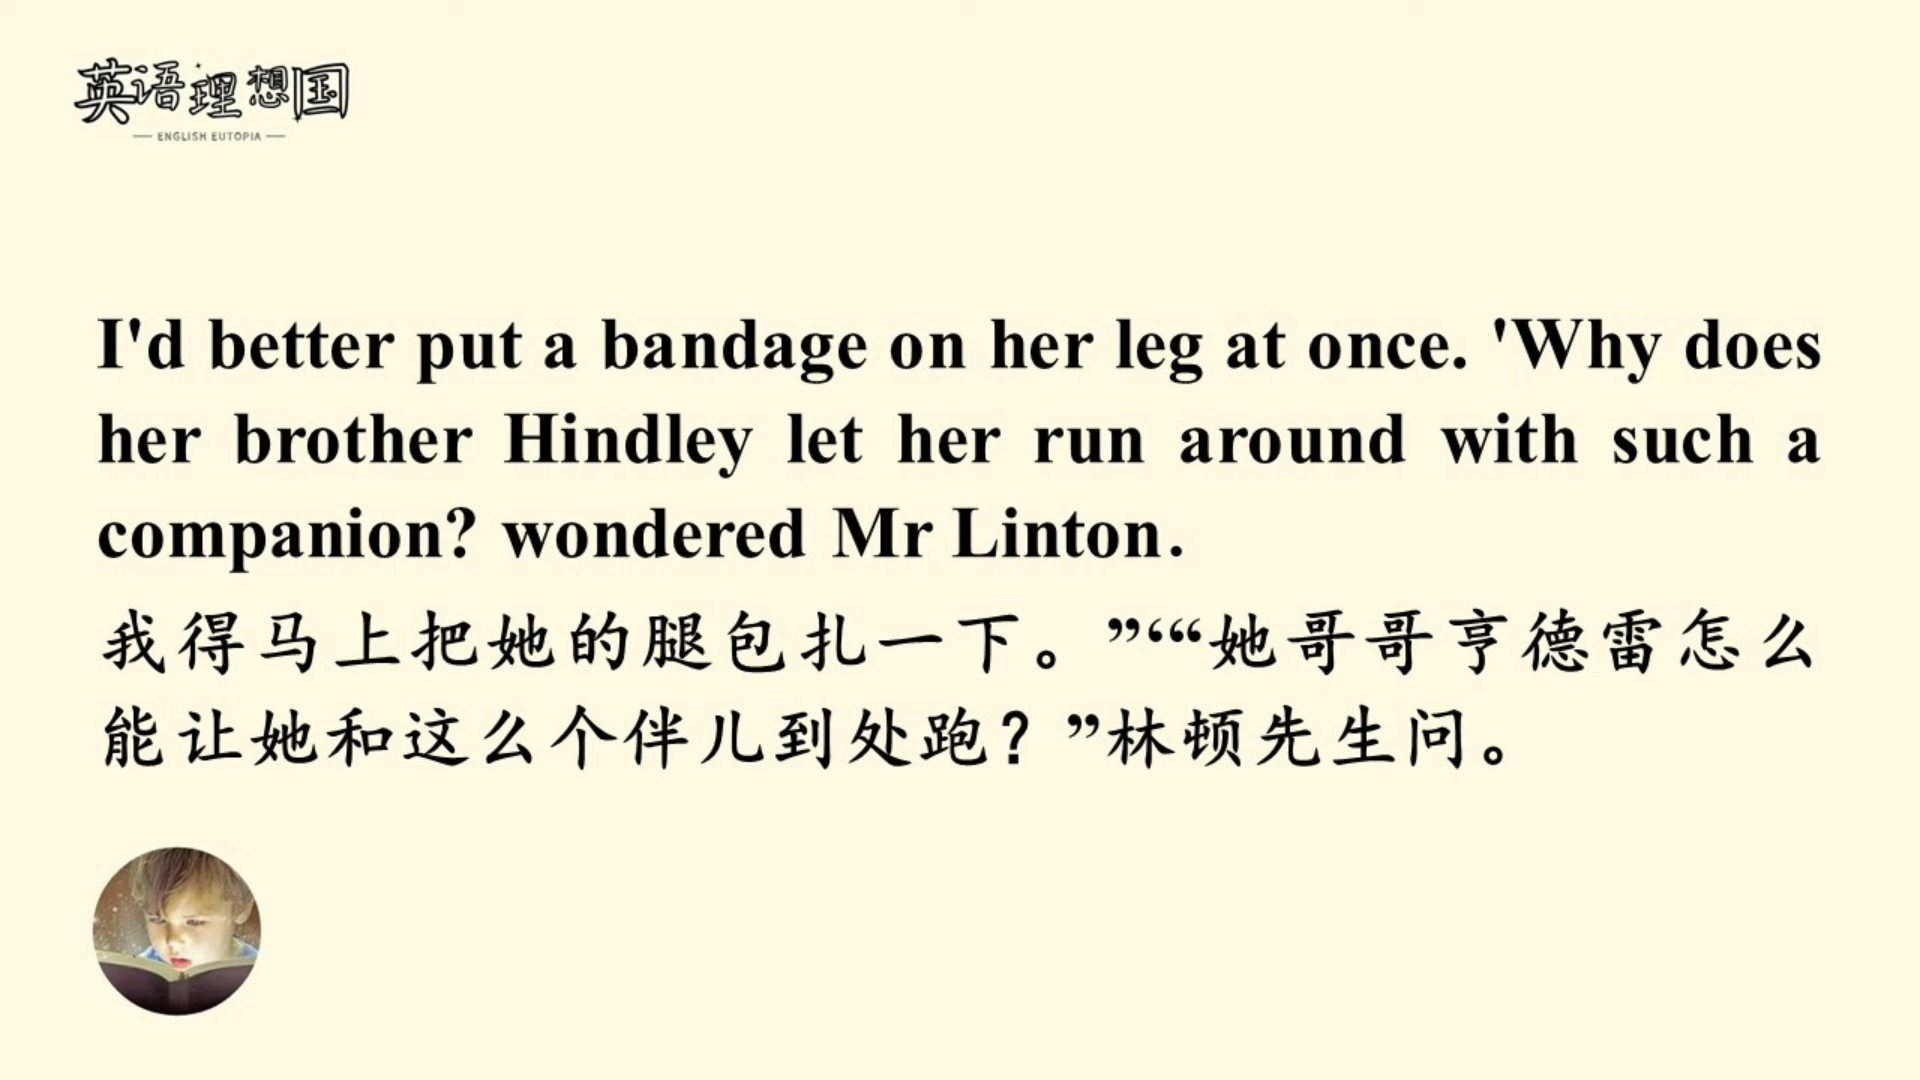 英语理想国
ENGLISH EUTOPIA
I'd better put a bandage on her leg at once. 'Why does
her brother Hindley let her run around with such a
companion? wondered Mr Linton.
我得马上把她的腿包扎一下。”‘“她哥哥亨德雷怎么
能让她和这么个伴儿到处跑？”林顿先生问。